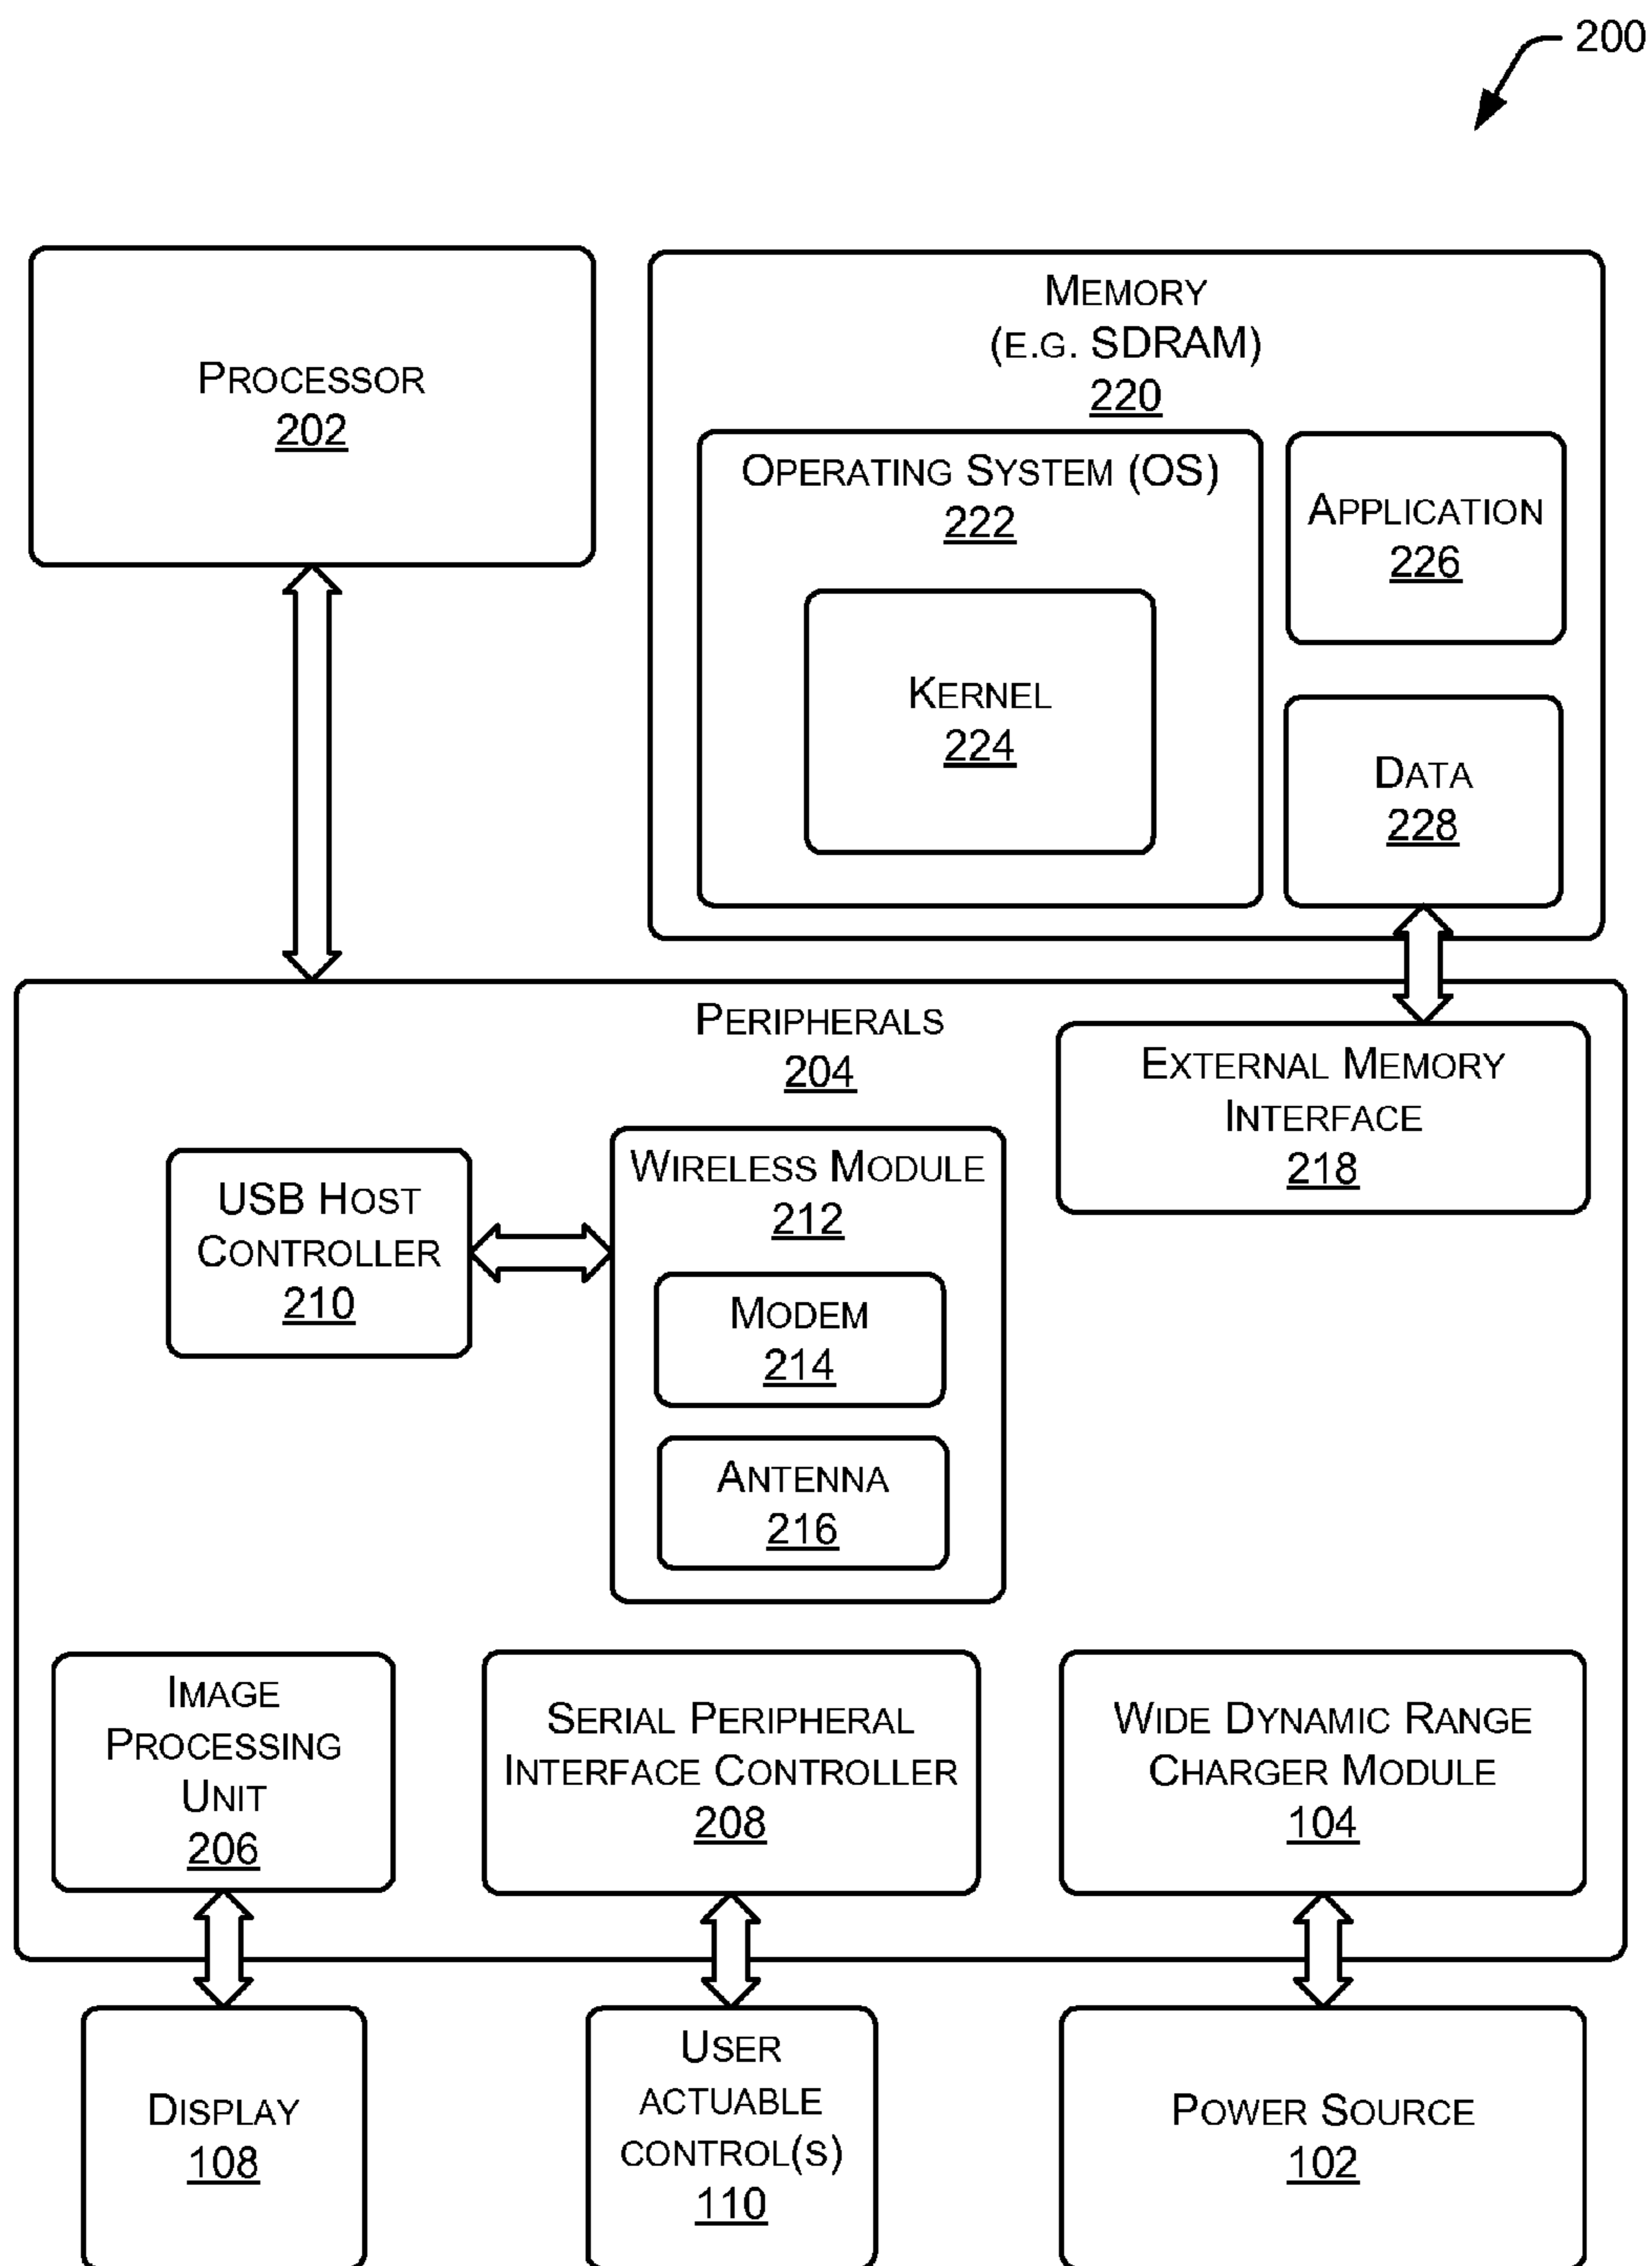 200
PROCESSOR
202
MEMORY
(E.G. SDRAM)
220
OPERATING SYSTEM (OS)
222
KERNEL
224
APPLICATION
226
DATA
228
PERIPHERALS
204
EXTERNAL MEMORY
INTERFACE
218
USB HOST
CONTROLLER
210
WIRELESS MODULE
212
MODEM
214
ANTENNA
216
IMAGE
PROCESSING
UNIT
206
SERIAL PERIPHERAL
INTERFACE CONTROLLER
208
WIDE DYNAMIC RANGE
CHARGER MODULE
104
DISPLAY
108
USER
ACTUABLE
CONTROL(S)
110
POWER SOURCE
102